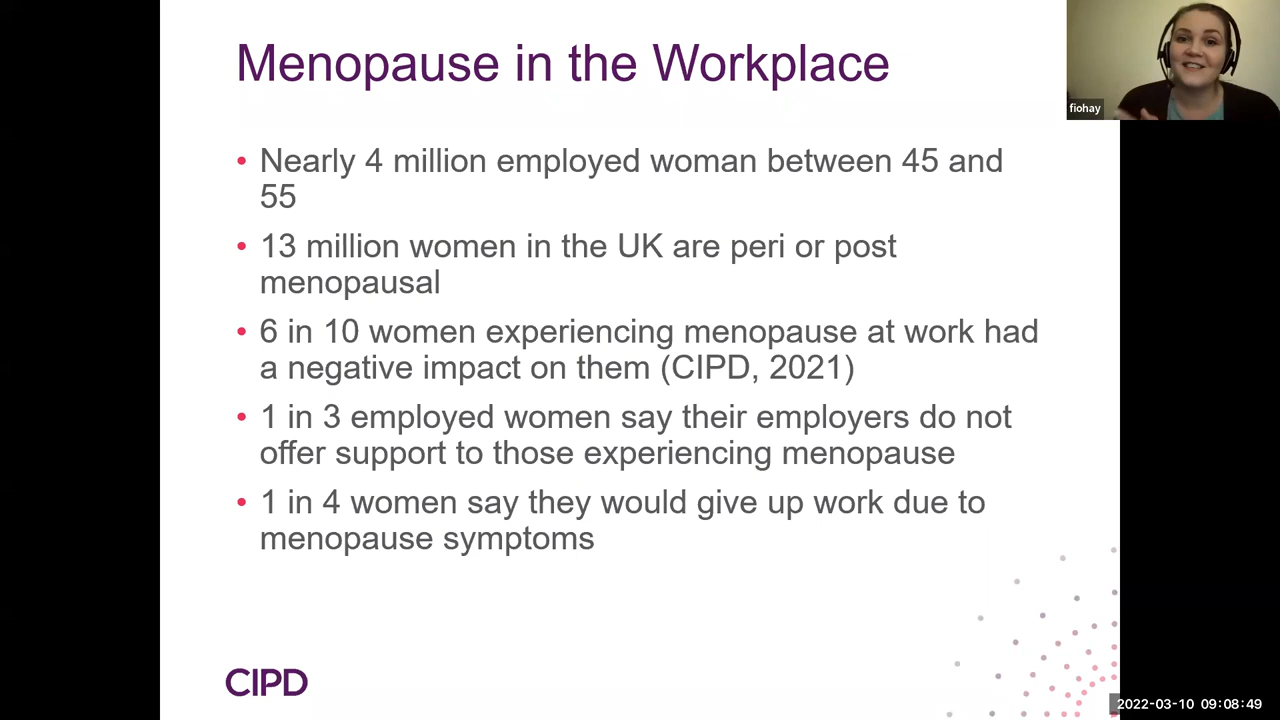 Menopause in the Workplace
fiohay
• Nearly 4 million employed woman between 45 and
55
• 13 million women in the UK are peri or post
menopausal
• 6 in 10 women experiencing menopause at work had
a negative impact on them (CIPD, 2021)
• 1 in 3 employed women say their employers do not
offer support to those experiencing menopause
• 1 in 4 women say they would give up work due to
menopause symptoms
CIPD
2022-03-10 09:08:49